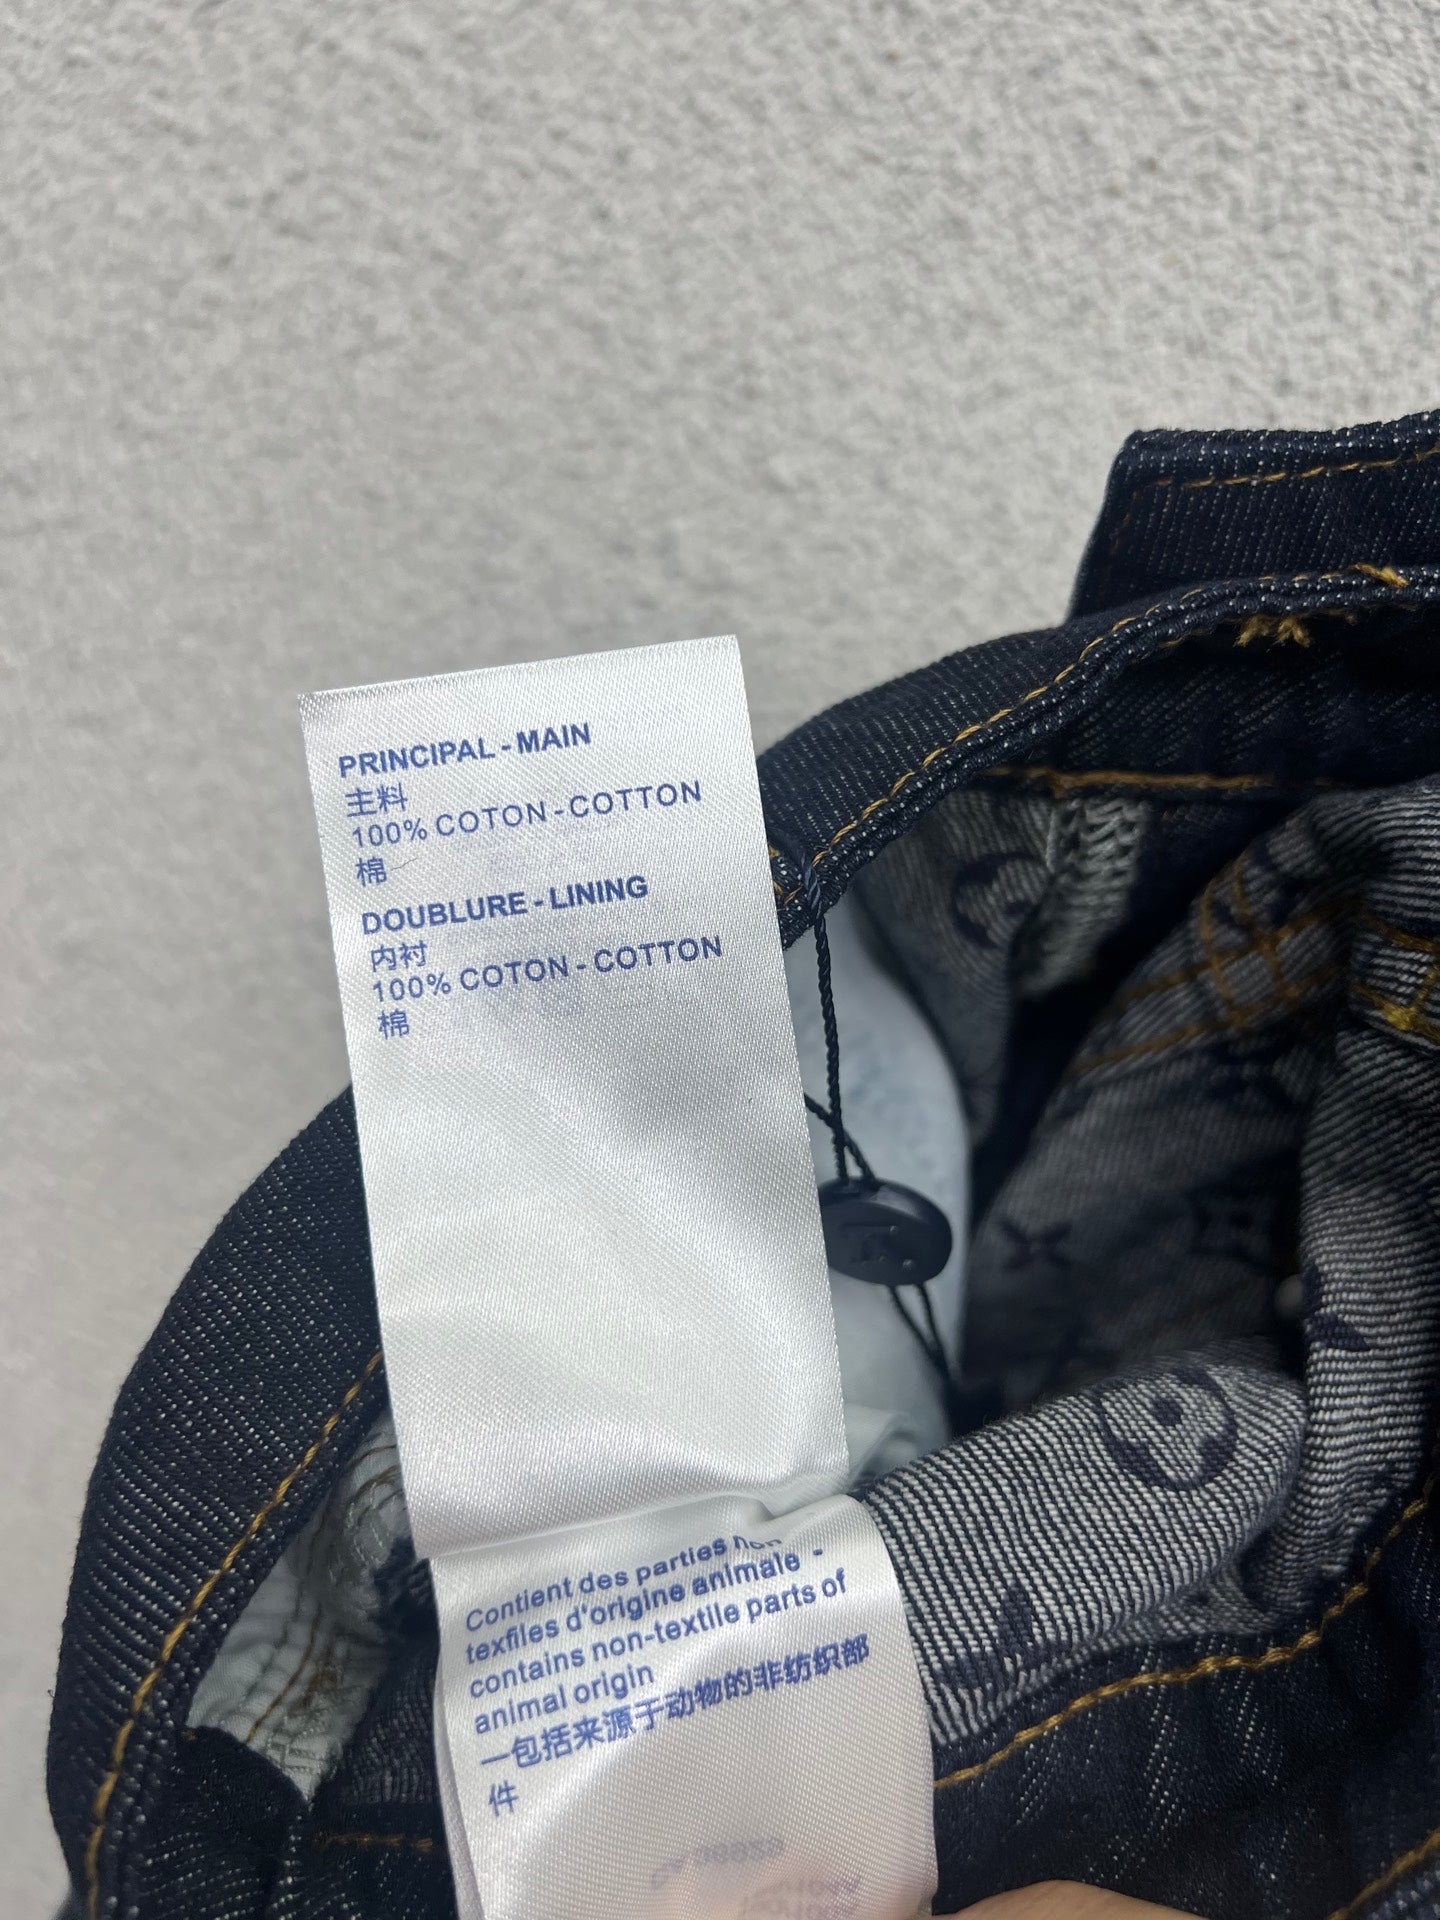 PRINCIPAL - MAIN
主料
100% COTON - COTTON
棉
DOUBLURE - LINING
内衬
100% COTON - COTTON
棉
Contient des parties non
texfiles d'origine animale -
contains non-textile parts of
animal origin
一包括来源于动物的非纺织部
件